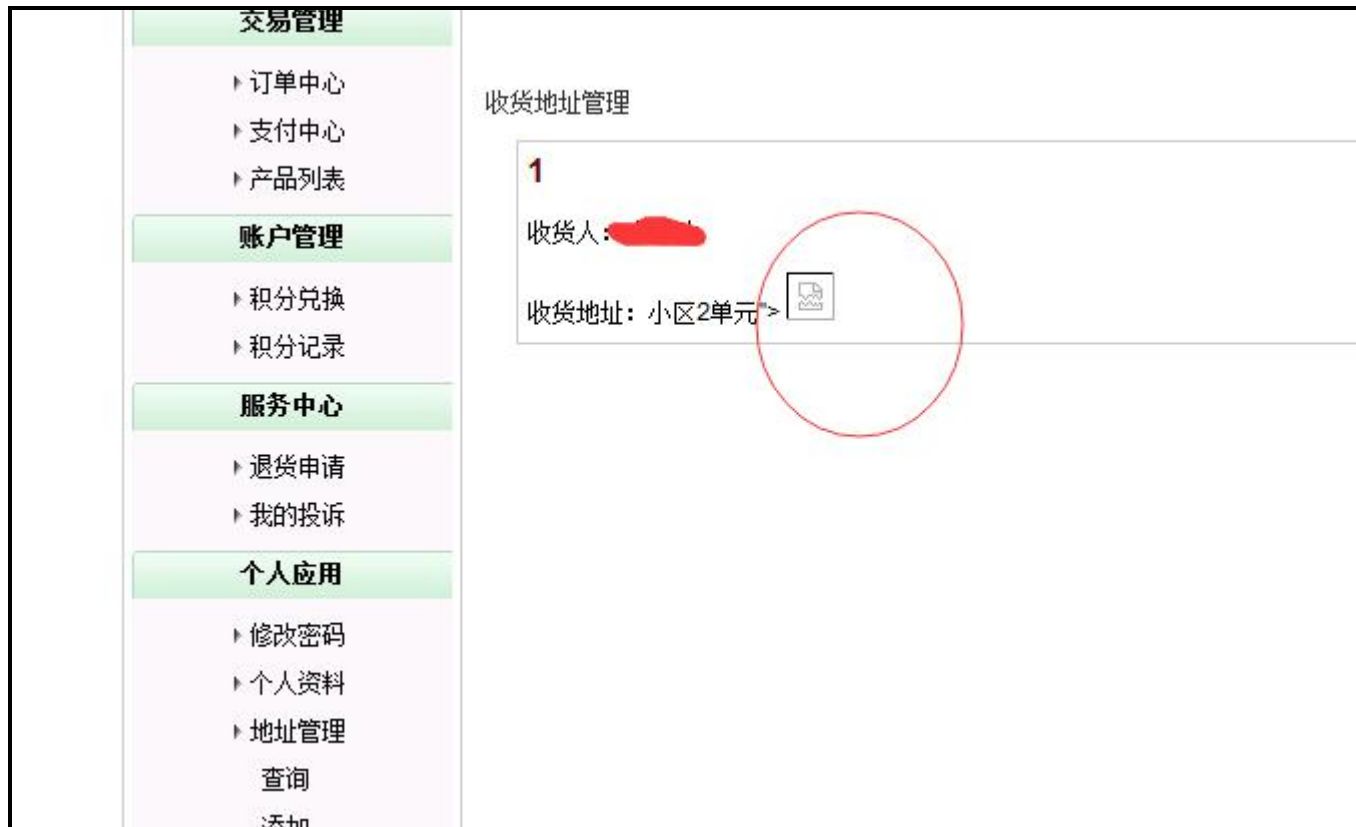 交易管理
订单中心
支付中心
产品列表
账户管理
积分兑换
积分记录
服务中心
退货申请
我的投诉
个人应用
修改密码
个人资料
地址管理
查询
添加
收货地址管理
1
收货人:
收货地址：小区2单元">